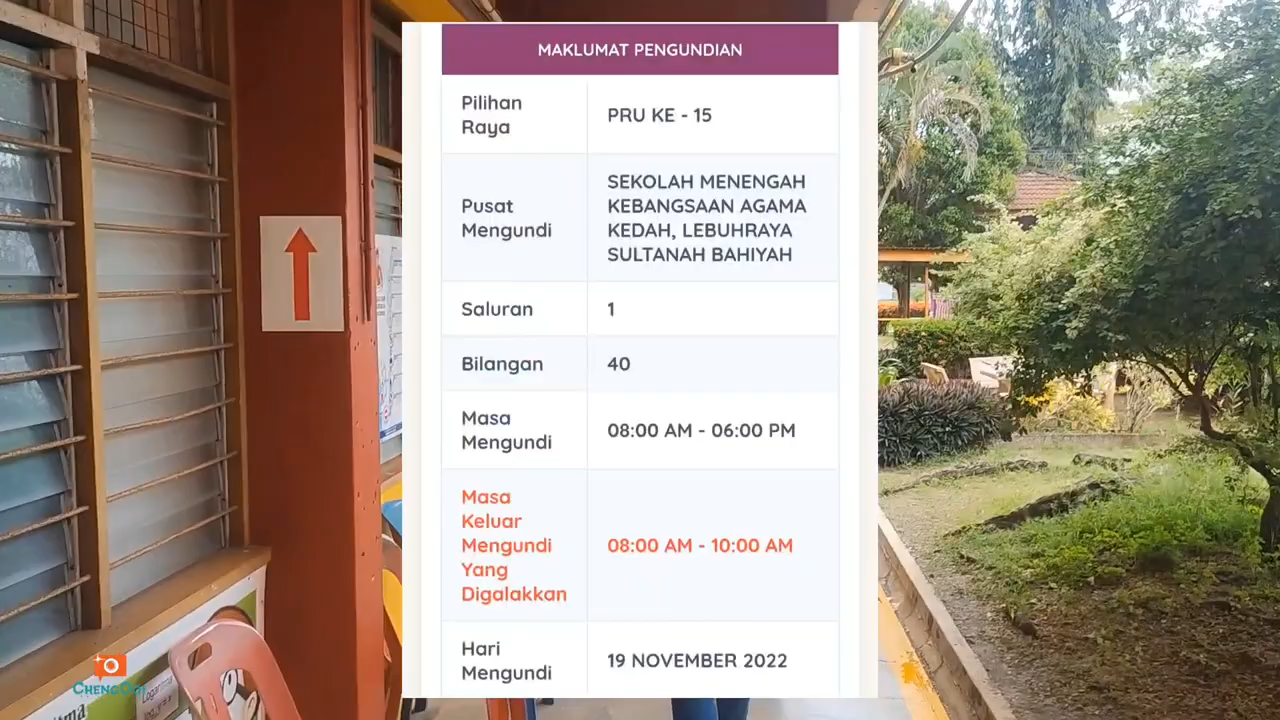 MAKLUMAT PENGUNDIAN
Pilihan
Raya
PRU KE - 15
Pusat
Mengundi
SEKOLAH MENENGAH
KEBANGSAAN AGAMA
KEDAH, LEBUHRAYA
SULTANAH BAHIYAH
Saluran
1
Bilangan
40
Masa
Mengundi
08:00 AM - 06:00 PM
Masa
Keluar
Mengundi
Yang
Digalakkan
08:00 AM - 10:00 AM
Hari
Mengundi
19 NOVEMBER 2022